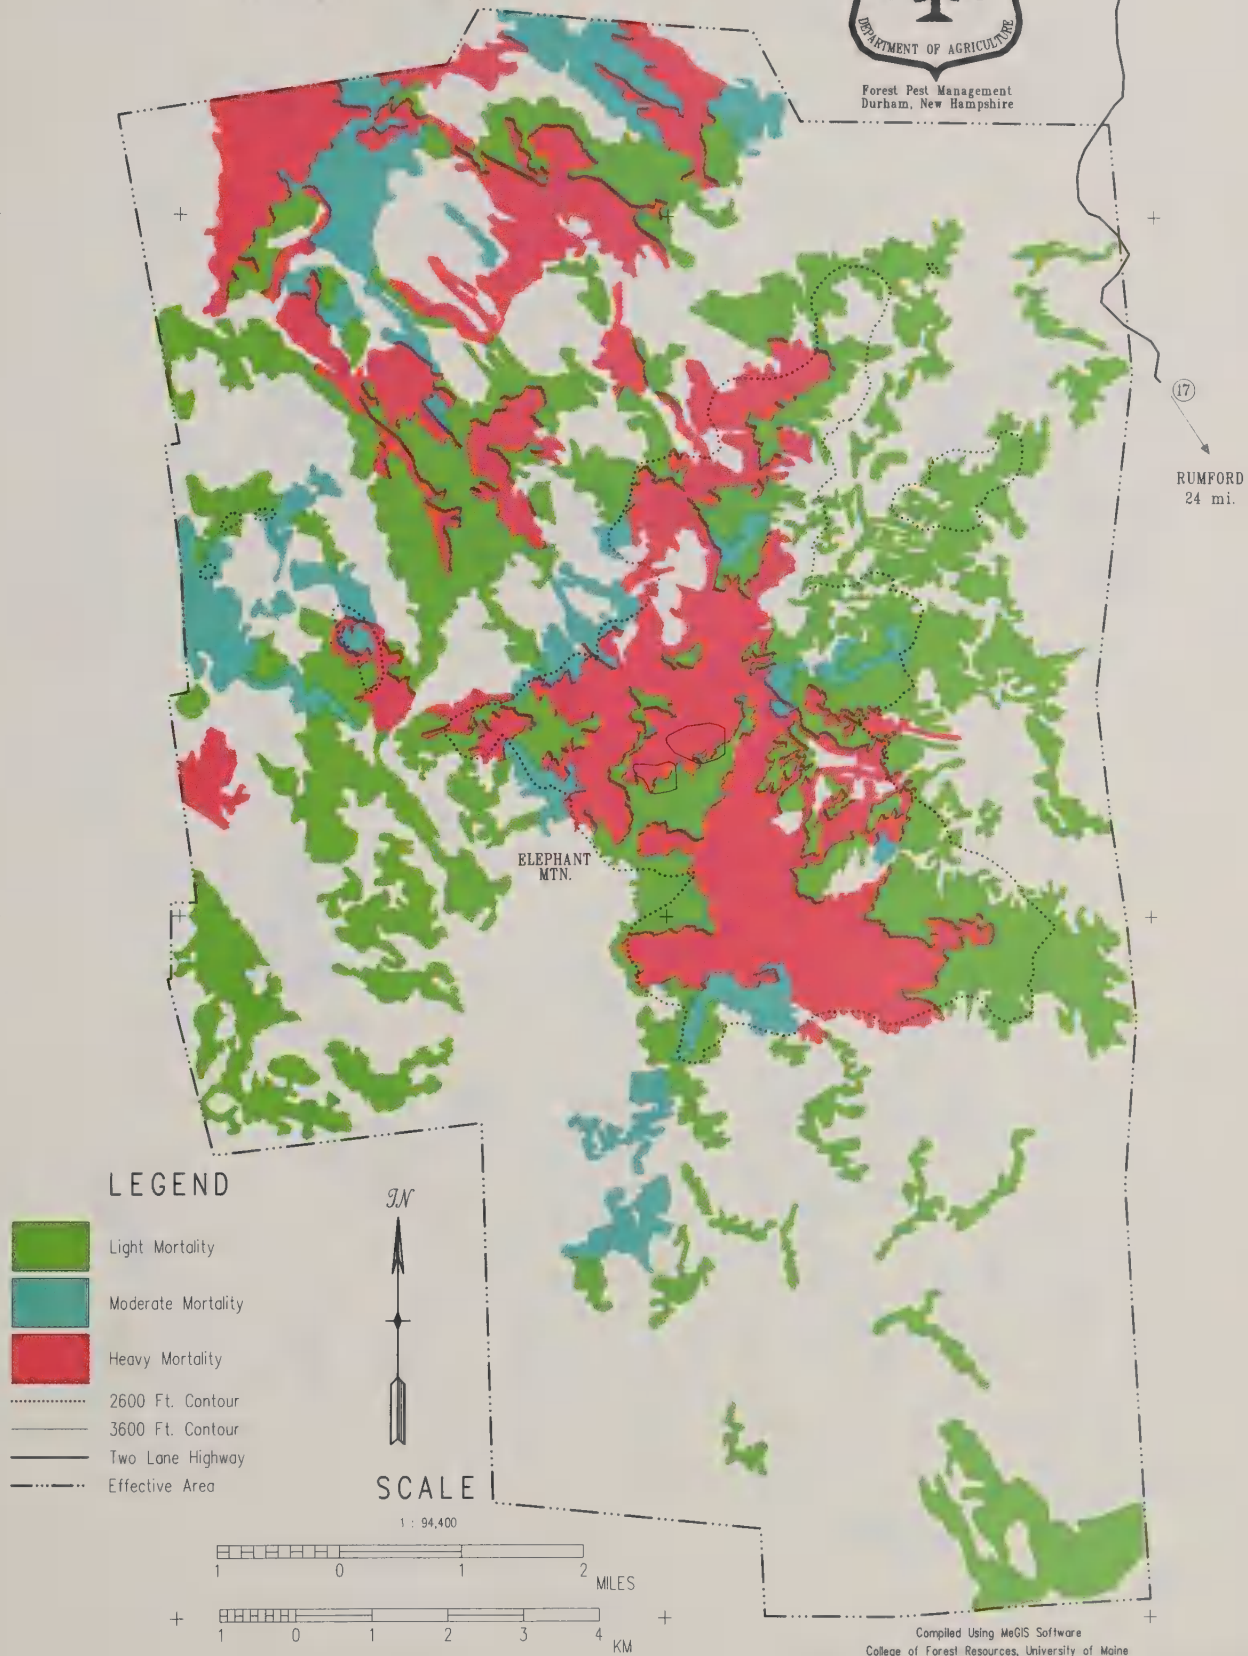 DEPARTMENT OF AGRICULTURE
Forest Pest Management
Durham, New Hampshire
17
RUMFORD
24 mi.
ELEPHANT
MTN.
LEGEND
Light Mortality
Moderate Mortality
Heavy Mortality
2600 Ft. Contour
3600 Ft. Contour
Two Lane Highway
Effective Area
TN
SCALE
1 : 94,400
1 0 1 2
MILES
1 0 1 2 3 4
KM
Compiled Using MeGIS Software
College of Forest Resources, University of Maine